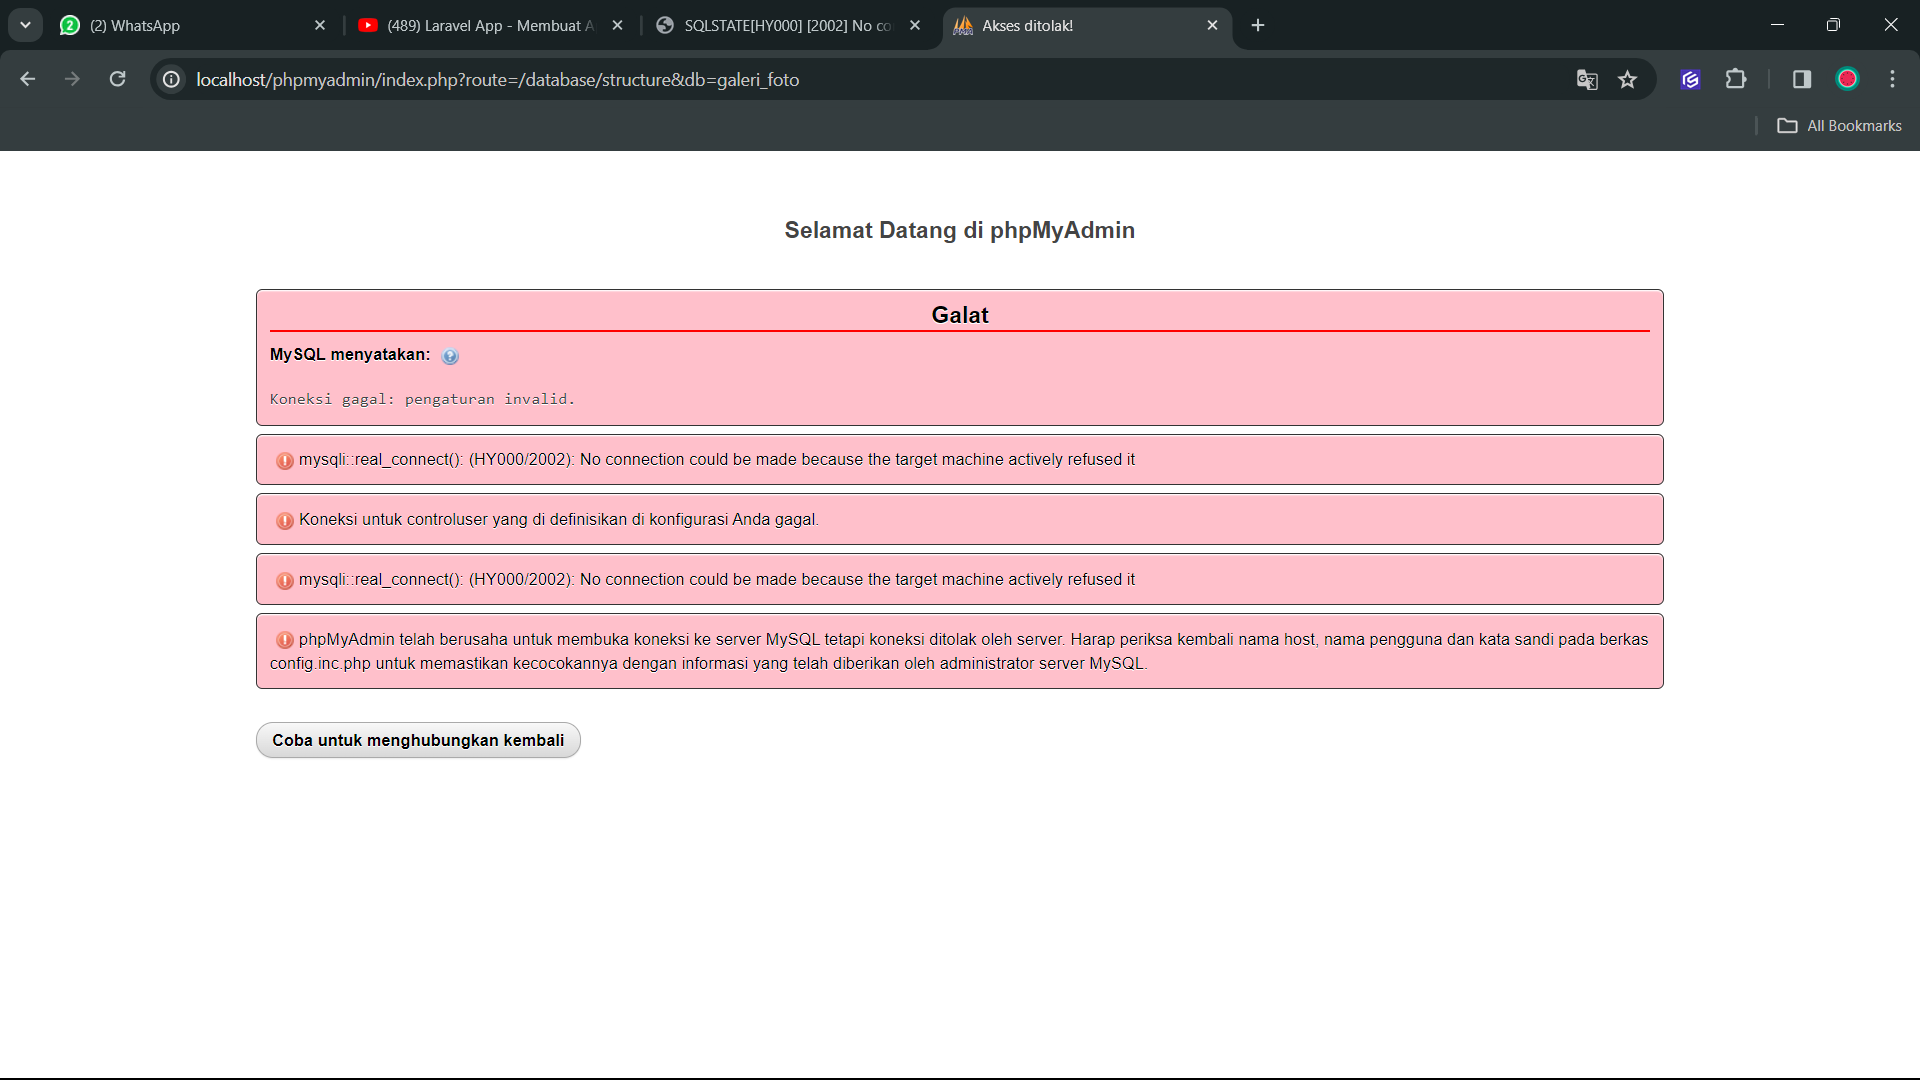 (2) WhatsApp
(489) Laravel App - Membuat A
SQLSTATE[HY000] [2002] No co
Akses ditolak!
localhost/phpmyadmin/index.php?route=/database/structure&db=galeri_foto
All Bookmarks
Selamat Datang di phpMyAdmin
Galat
MySQL menyatakan:
Koneksi gagal: pengaturan invalid.
mysqli::real_connect(): (HY000/2002): No connection could be made because the target machine actively refused it
Koneksi untuk controluser yang di definisikan di konfigurasi Anda gagal.
mysqli::real_connect(): (HY000/2002): No connection could be made because the target machine actively refused it
phpMyAdmin telah berusaha untuk membuka koneksi ke server MySQL tetapi koneksi ditolak oleh server. Harap periksa kembali nama host, nama pengguna dan kata sandi pada berkas
config.inc.php untuk memastikan kecocokannya dengan informasi yang telah diberikan oleh administrator server MySQL.
Coba untuk menghubungkan kembali